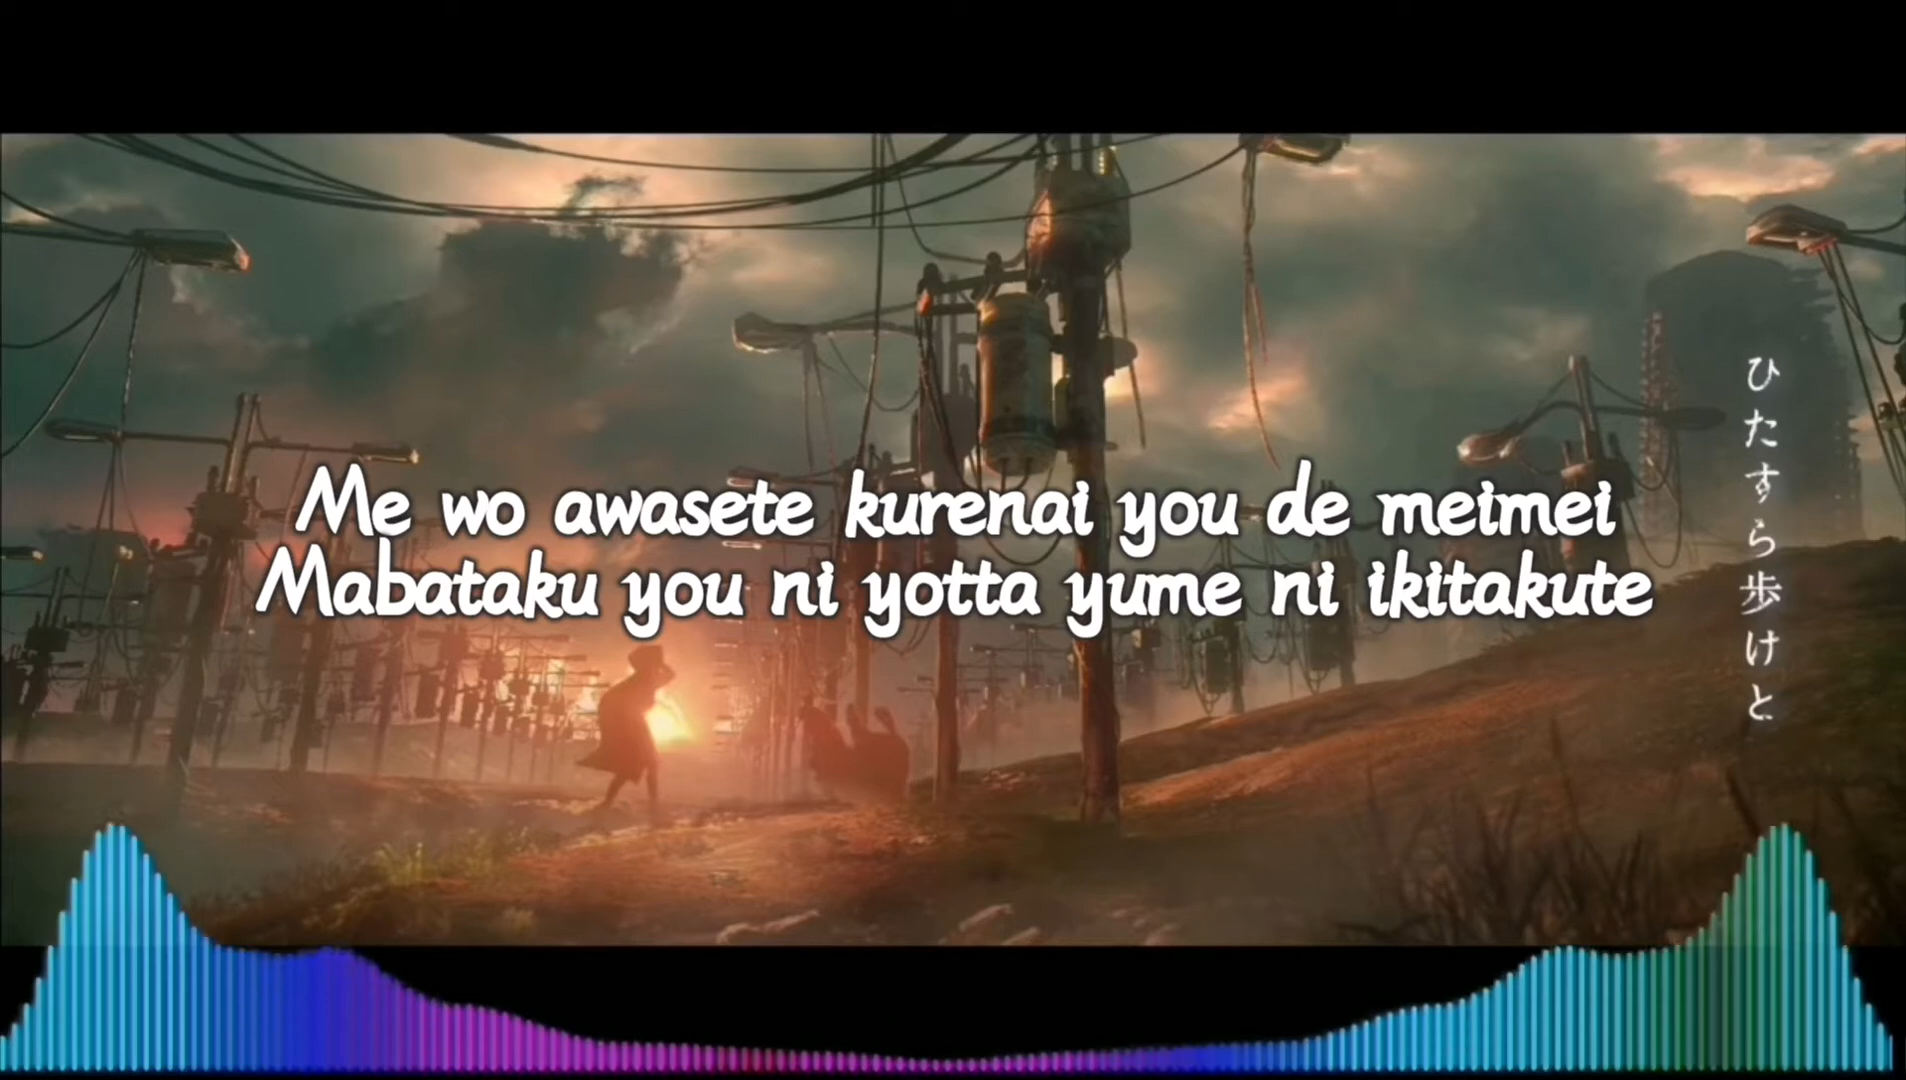 Me wo awasete kurenai you de meimei
Mabataku you ni yotta yume ni ikitakute
ひたすら歩けと